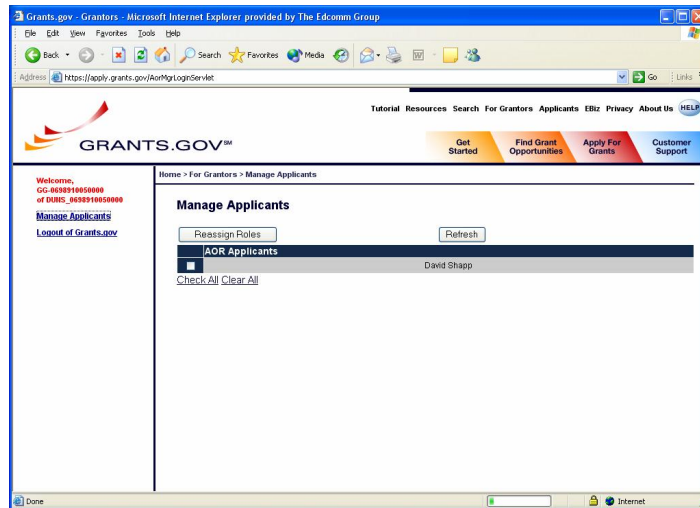 Grants.gov - Grantors - Microsoft Internet Explorer provided by The Edcomm Group
File Edit View Favorites Tools Help
Back Search Favorites Media
Address https://apply.grants.gov/AorMgrLoginServlet Go Links
Tutorial Resources Search For Grantors Applicants EBiz Privacy About Us HELP
GRANTS.GOV SM
Get Started
Find Grant Opportunities
Apply For Grants
Customer Support
Home > For Grantors > Manage Applicants
Welcome,
GG-0698910050000
of DUNS_0698910050000
Manage Applicants
Logout of Grants.gov
Manage Applicants
Reassign Roles Refresh
AOR Applicants
David Shapp
Check All Clear All
Done Internet